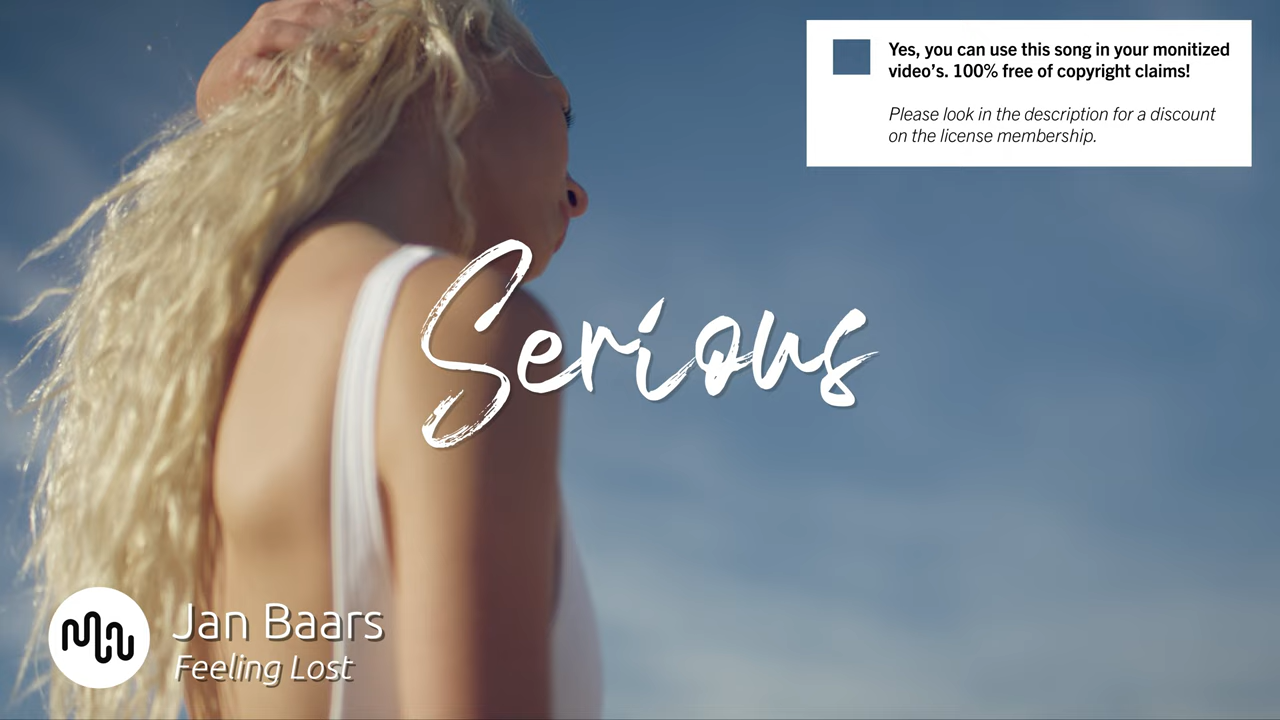 Yes, you can use this song in your monitized
video's. 100% free of copyright claims!
Please look in the description for a discount
on the license membership.
Serious
Jan Baars
Feeling Lost